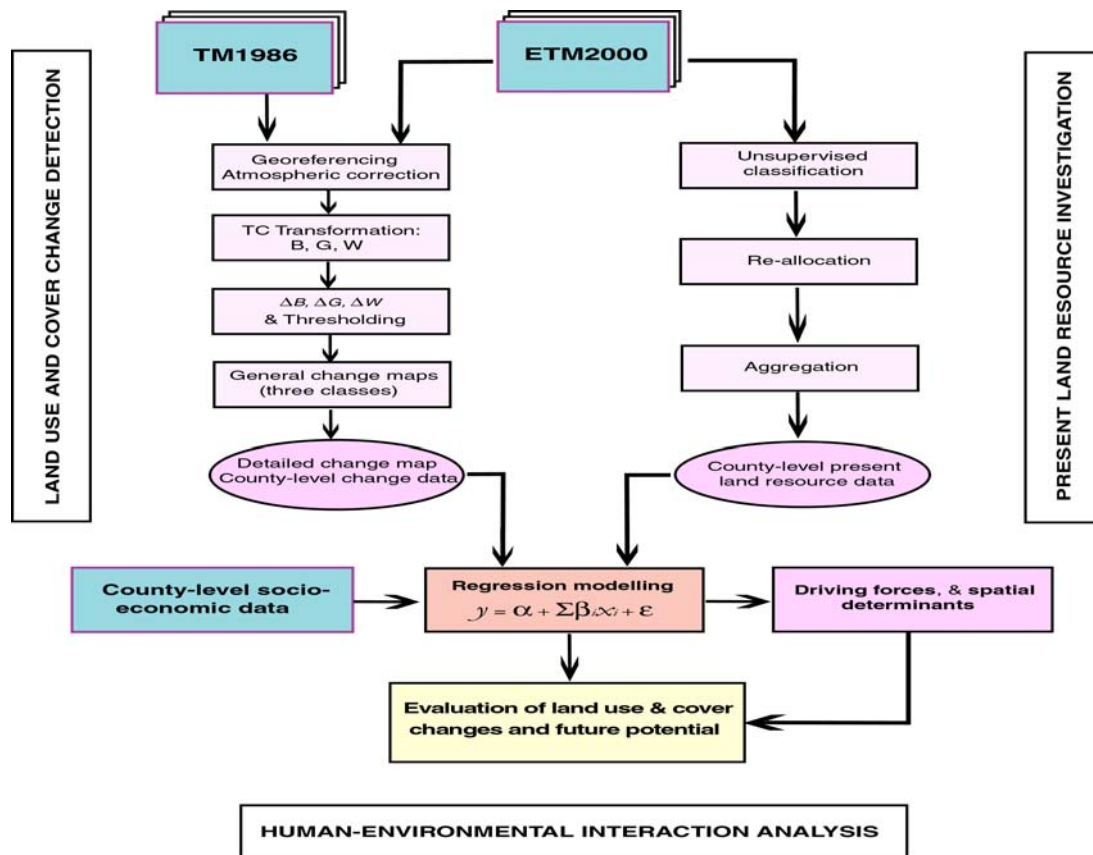 TM1986
ETM2000
LAND USE AND COVER CHANGE DETECTION
PRESENT LAND RESOURCE INVESTIGATION
Georeferencing
Atmospheric correction
Unsupervised
classification
TC Transformation:
B, G, W
Re-allocation
ΔB, ΔG, ΔW
& Thresholding
General change maps
(three classes)
Aggregation
Detailed change map
County-level change data
County-level present
land resource data
County-level socio-
economic data
Regression modelling
y = α + Σβᵢxᵢ + ε
Driving forces, & spatial
determinants
Evaluation of land use & cover
changes and future potential
HUMAN-ENVIRONMENTAL INTERACTION ANALYSIS